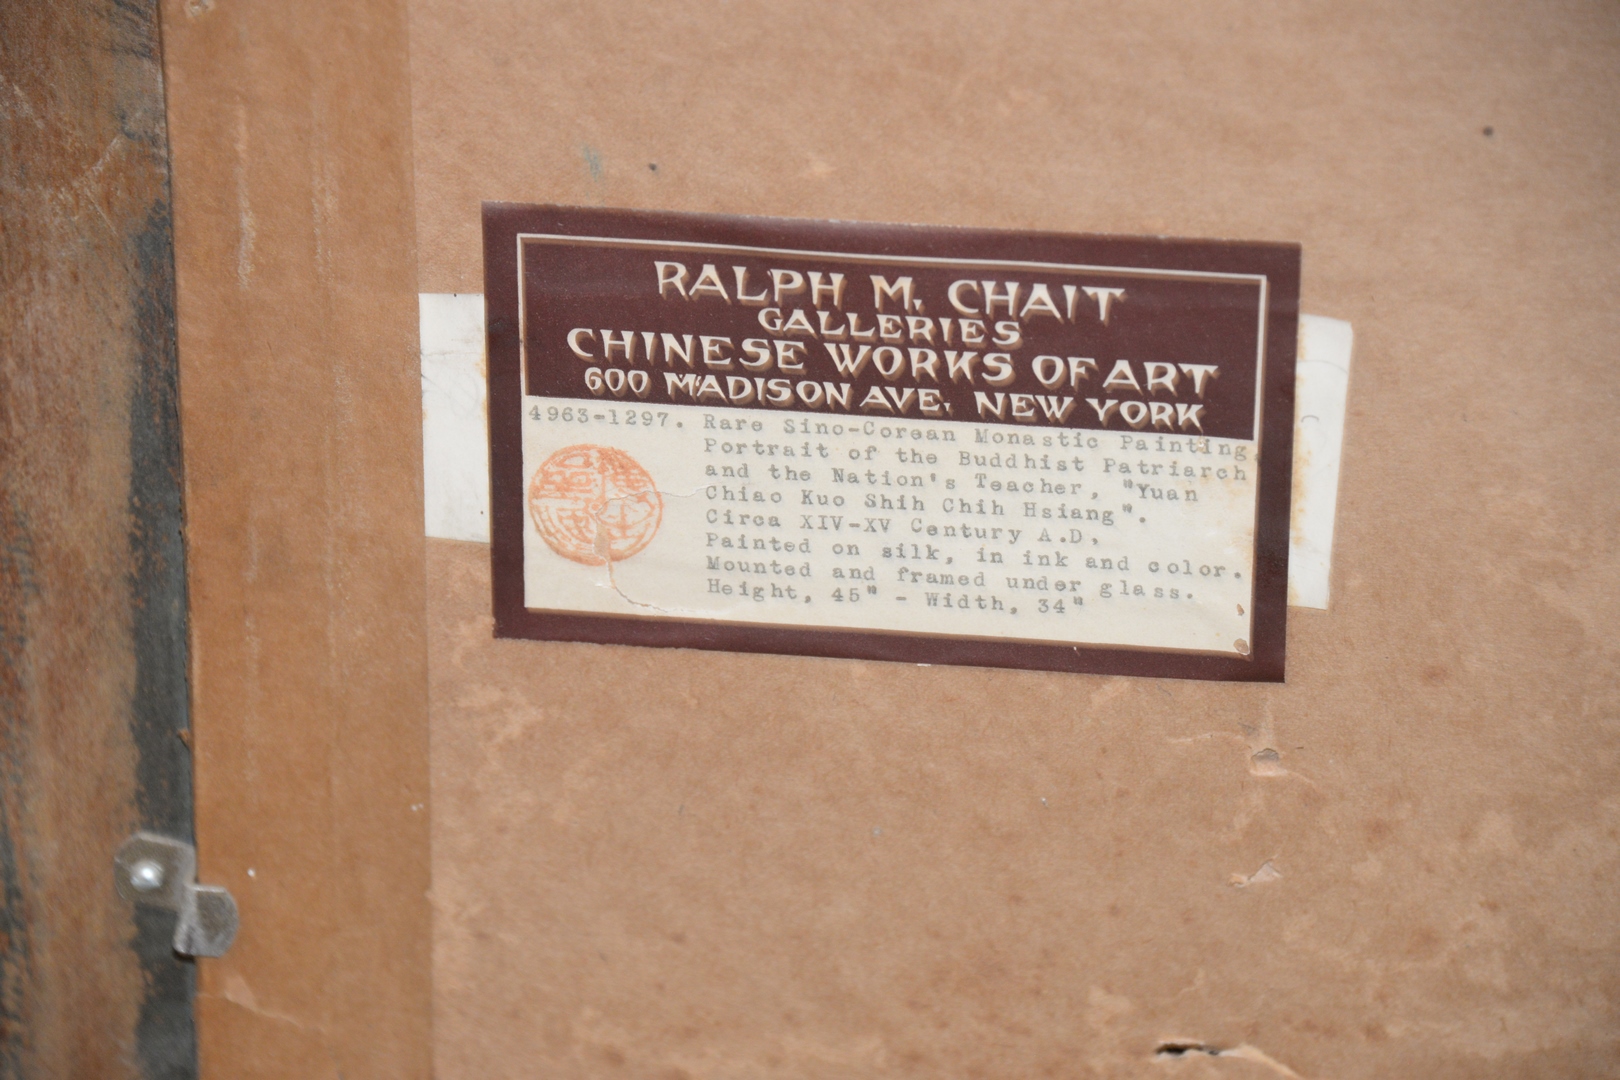 RALPH M. CHAIT
GALLERIES
CHINESE WORKS OF ART
600 MADISON AVE. NEW YORK
4963-1297. Rare Sino-Corean Monastic Painting
Portrait of the Buddhist Patriarch
and the Nation's Teacher, "Yuan
Chiao Kuo Shih Chih Hsiang".
Circa XIV-XV Century A.D,
Painted on silk, in ink and color.
Mounted and framed under glass.
Height, 45" - Width, 34"